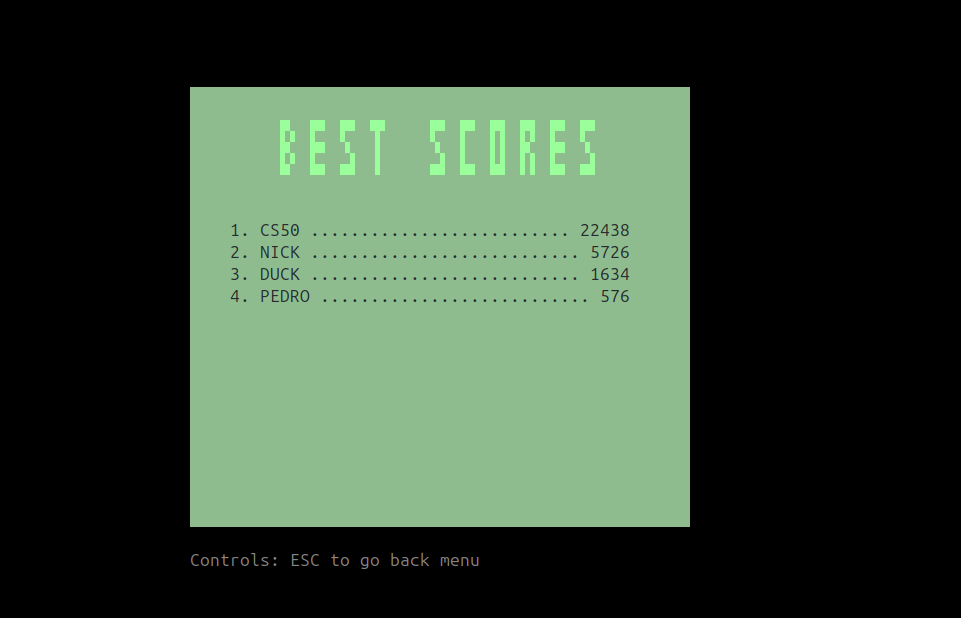 BEST SCORES
1. CS50 .......................... 22438
2. NICK ........................... 5726
3. DUCK ........................... 1634
4. PEDRO ........................... 576
Controls: ESC to go back menu